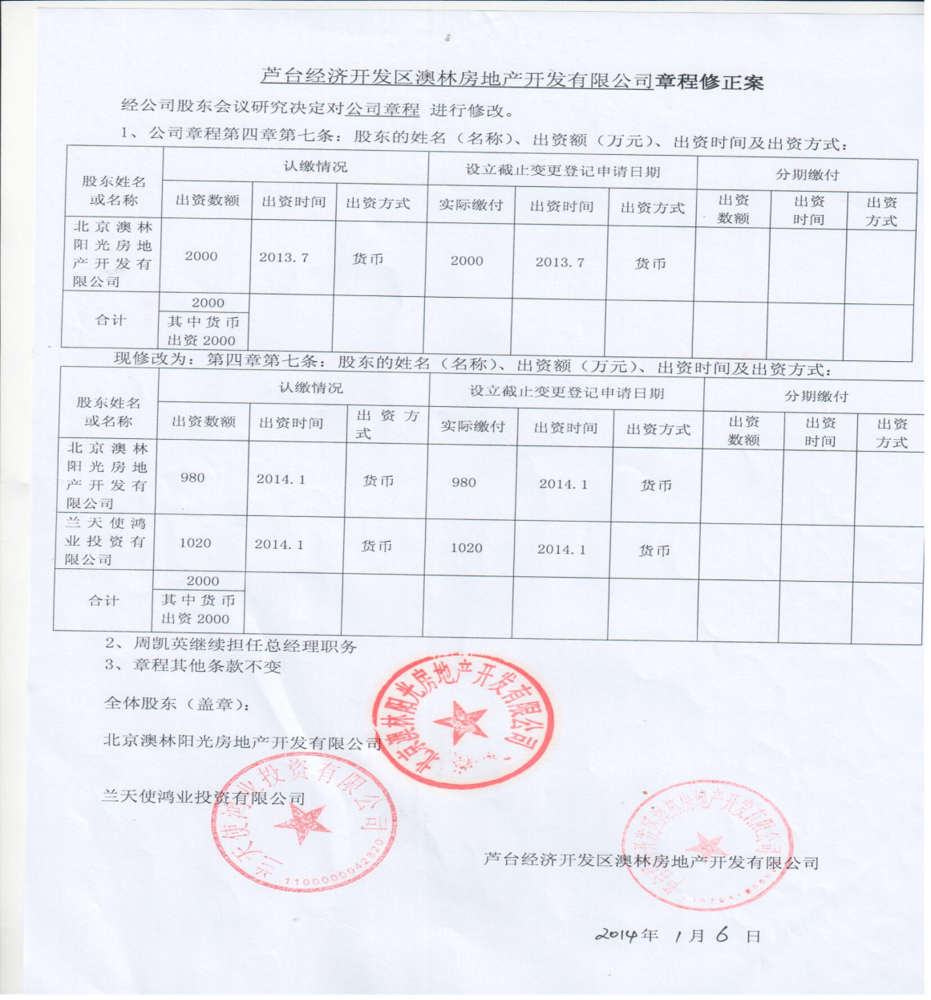 芦台经济开发区澳林房地产开发有限公司章程修正案
经公司股东会议研究决定对公司章程 进行修改。
1、公司章程第四章第七条：股东的姓名（名称）、出资额（万元）、出资时间及出资方式：
股东姓名或名称 认缴情况 设立截止变更登记申请日期 分期缴付
出资数额 出资时间 出资方式 实际缴付 出资时间 出资方式 出资数额 出资时间 出资方式
北京澳林阳光房地产开发有限公司 2000 2013.7 货币 2000 2013.7 货币
合计 2000
其中货币出资 2000
现修改为：第四章第七条：股东的姓名（名称）、出资额（万元）、出资时间及出资方式：
股东姓名或名称 认缴情况 设立截止变更登记申请日期 分期缴付
出资数额 出资时间 出资方式 实际缴付 出资时间 出资方式 出资数额 出资时间 出资方式
北京澳林阳光房地产开发有限公司 980 2014.1 货币 980 2014.1 货币
兰天使鸿业投资有限公司 1020 2014.1 货币 1020 2014.1 货币
合计 2000
其中货币出资 2000
2、周凯英继续担任总经理职务
3、章程其他条款不变
全体股东（盖章）：
北京澳林阳光房地产开发有限公司
北京澳林阳光房地产开发有限公司
兰天使鸿业投资有限公司
兰天使鸿业投资有限公司
1100000042320
芦台经济开发区澳林房地产开发有限公司
2014年 1月 6 日